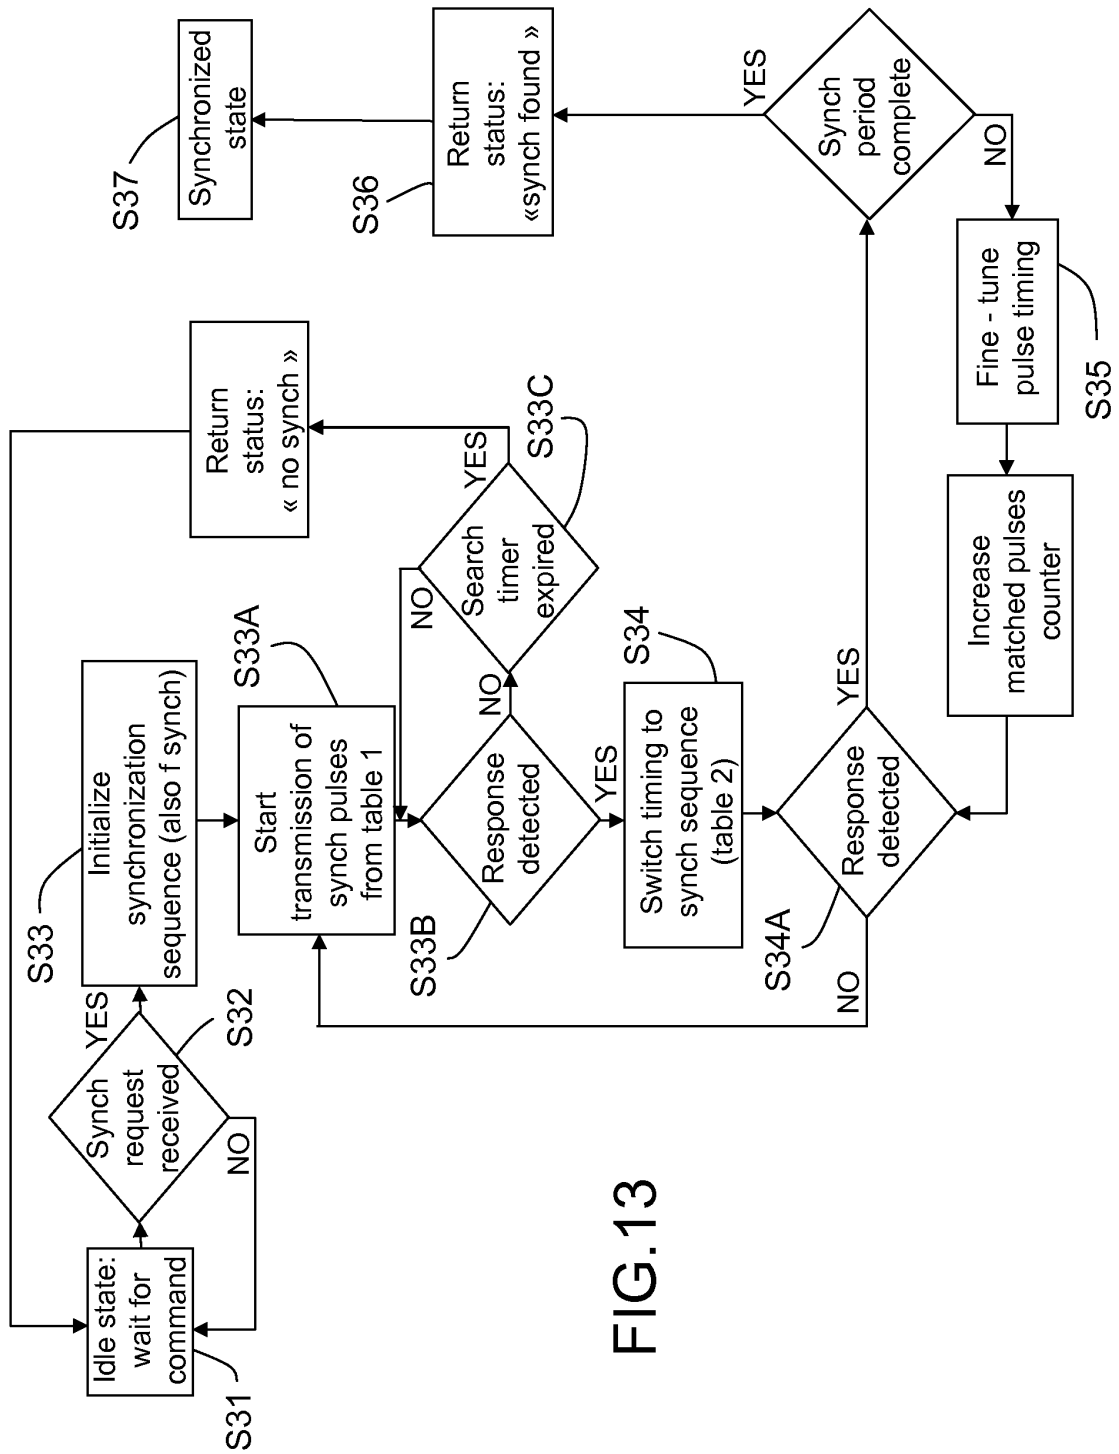 Idle state:
wait for
command
S31
Synch
request
received
S32
YES
NO
Initialize
synchronization
sequence (also f synch)
S33
Start
transmission of
synch pulses
from table 1
S33A
Response
detected
S33B
NO
YES
Search
timer
expired
S33C
NO
YES
Return
status:
« no synch »
Switch timing to
synch sequence
(table 2)
S34
Response
detected
S34A
NO
YES
Synch
period
complete
YES
NO
Fine - tune
pulse timing
S35
Increase
matched pulses
counter
Return
status:
«synch found »
S36
Synchronized
state
S37
FIG.13